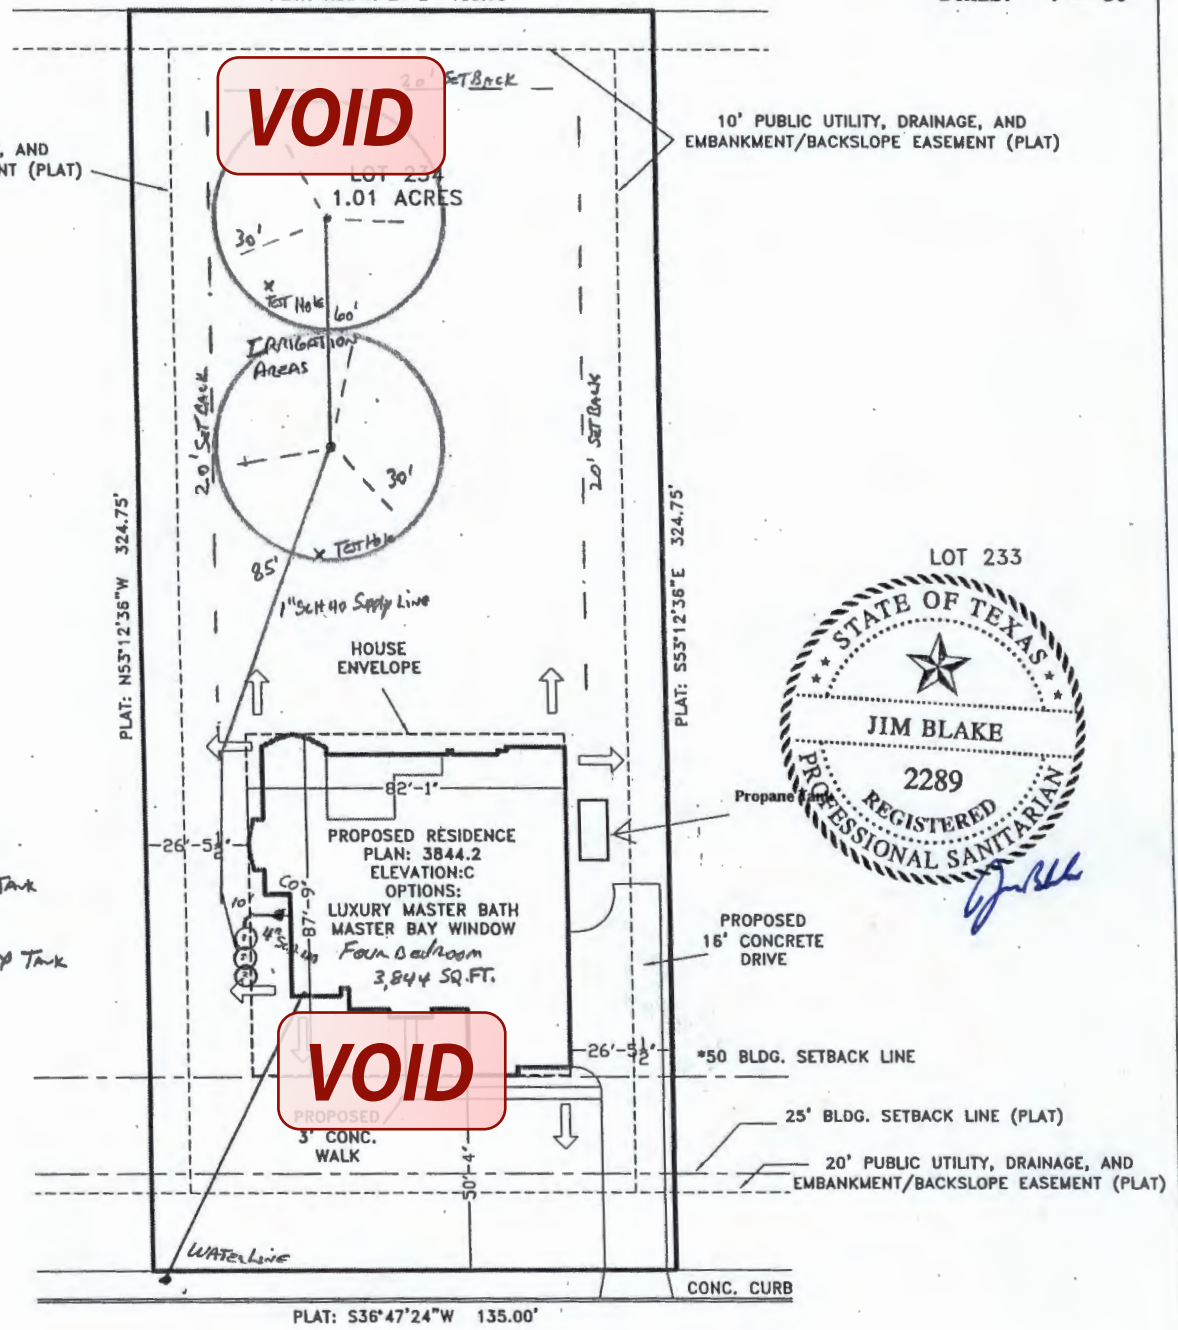 20' SETBACK
VOID
10' PUBLIC UTILITY, DRAINAGE, AND
EMBANKMENT/BACKSLOPE EASEMENT (PLAT)
AND
(PLAT)
LOT 234
1.01 ACRES
30'
x
TEST HOLE
60'
IRRIGATION
AREAS
20' SETBACK
20' SETBACK
30'
x TEST HOLE
PLAT: N53°12'36"W 324.75'
PLAT: S53°12'36"E 324.75'
85'
1" SCH 40 Supply Line
HOUSE
ENVELOPE
LOT 233
STATE OF TEXAS
JIM BLAKE
2289
REGISTERED
PROFESSIONAL SANITARIAN
82'-1"
Propane
26'-5½"
PROPOSED RESIDENCE
PLAN: 3844.2
ELEVATION:C
OPTIONS:
LUXURY MASTER BATH
MASTER BAY WINDOW
Four Bedroom
3,844 SQ.FT.
87'-9"
CO
10'
4"
TANK
TANK
PROPOSED
16' CONCRETE
DRIVE
VOID
26'-5½"
*50 BLDG. SETBACK LINE
PROPOSED
3' CONC.
WALK
25' BLDG. SETBACK LINE (PLAT)
50'-4"
20' PUBLIC UTILITY, DRAINAGE, AND
EMBANKMENT/BACKSLOPE EASEMENT (PLAT)
WATERLINE
CONC. CURB
PLAT: S36°47'24"W 135.00'